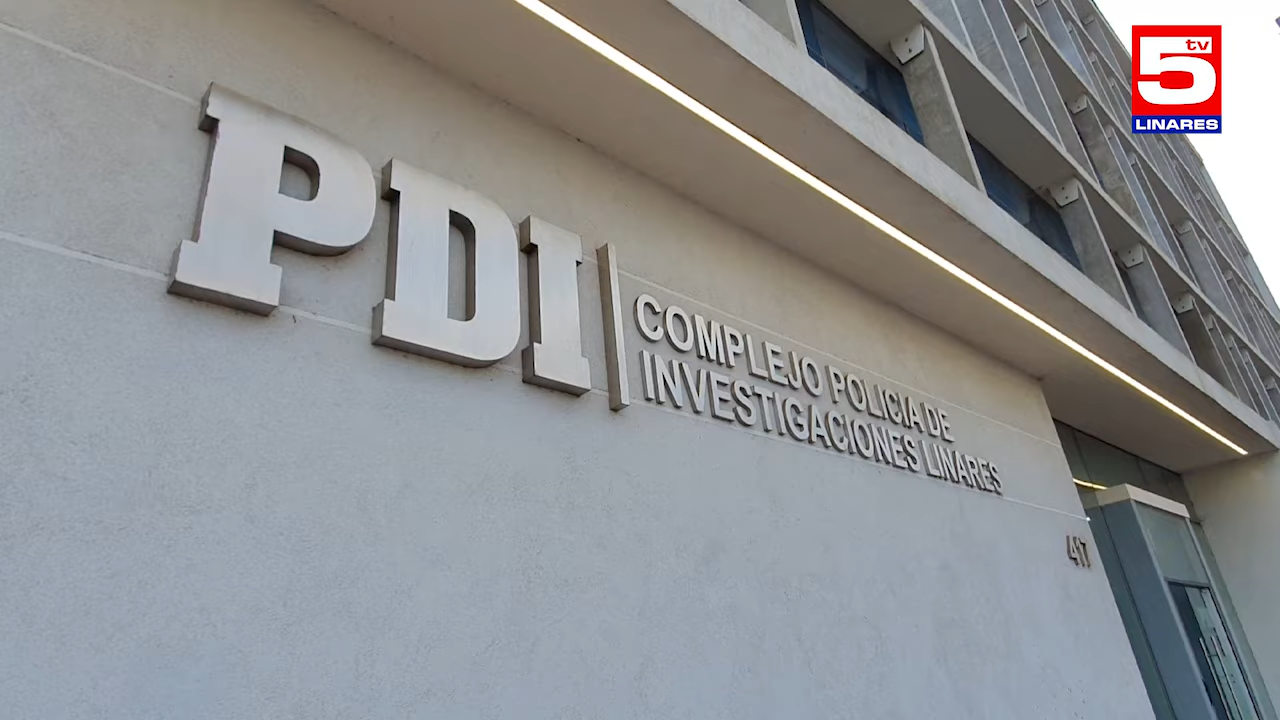 PDI
COMPLEJO POLICIA DE
INVESTIGACIONES LINARES
417
5
tv
LINARES